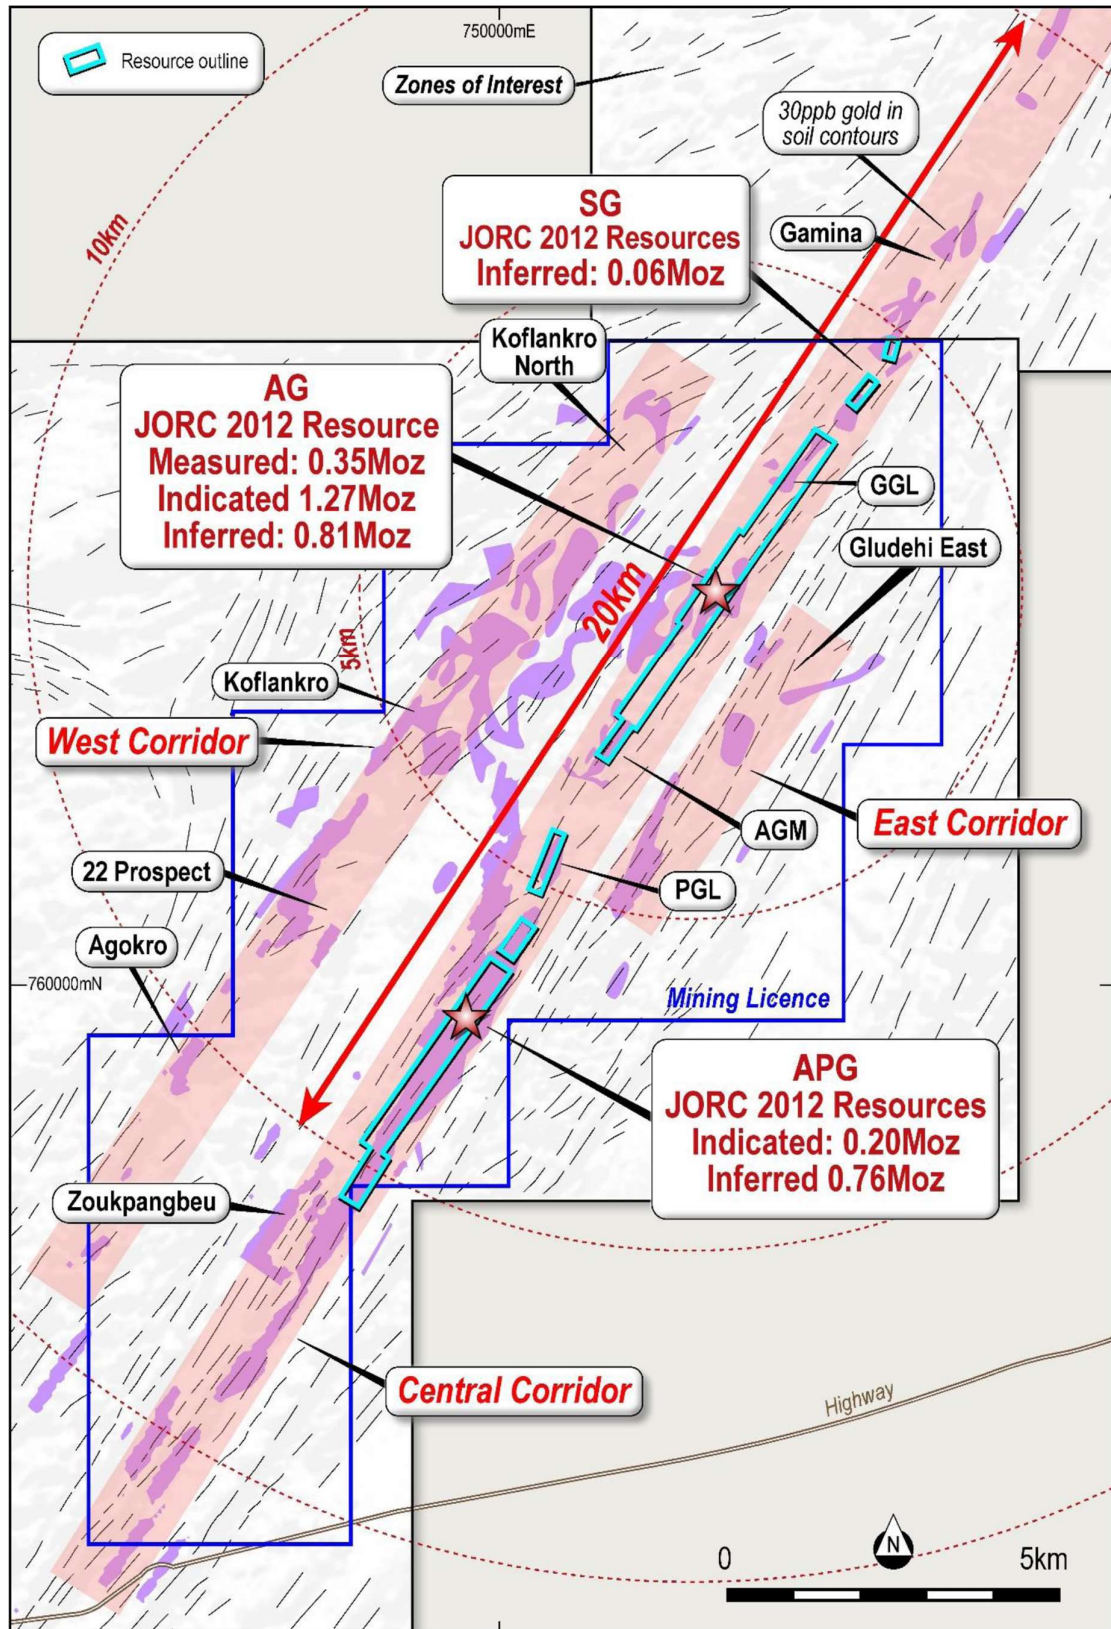 750000mE
Resource outline
Zones of Interest
30ppb gold in
soil contours
10km
SG
JORC 2012 Resources
Inferred: 0.06Moz
Gamina
Koflankro
North
AG
JORC 2012 Resource
Measured: 0.35Moz
Indicated 1.27Moz
Inferred: 0.81Moz
GGL
Gludehi East
20km
5km
Koflankro
West Corridor
East Corridor
AGM
22 Prospect
PGL
Agokro
760000mN
Mining Licence
APG
JORC 2012 Resources
Indicated: 0.20Moz
Inferred 0.76Moz
Zoukpangbeu
Central Corridor
Highway
N
0
5km